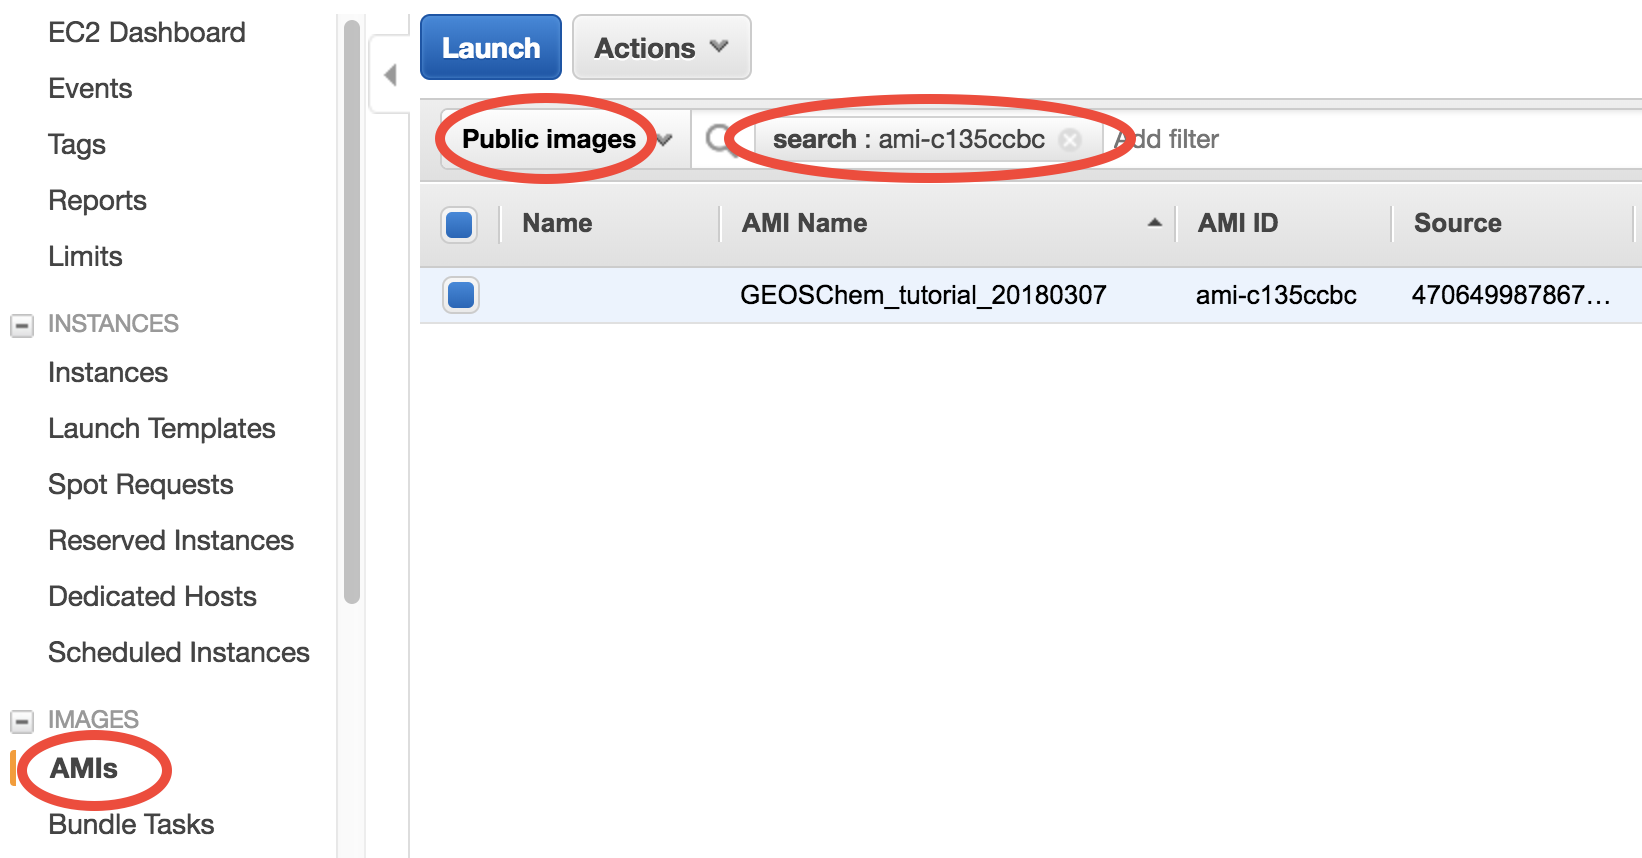 EC2 Dashboard
Events
Tags
Reports
Limits
INSTANCES
Instances
Launch Templates
Spot Requests
Reserved Instances
Dedicated Hosts
Scheduled Instances
IMAGES
AMIs
Bundle Tasks
Launch Actions
Public images search : ami-c135ccbc Add filter
Name AMI Name AMI ID Source
GEOSChem_tutorial_20180307 ami-c135ccbc 470649987867...